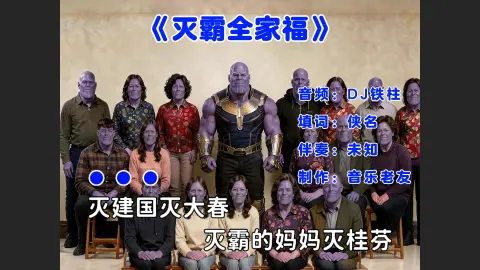 《灭霸全家福》
音频：DJ铁柱
填词：侠名
伴奏：未知
制作：音乐老友
灭建国灭大春
灭霸的妈妈灭桂芬